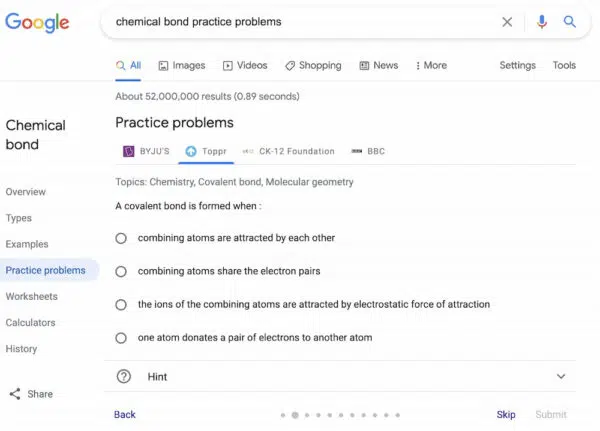 Google
chemical bond practice problems
All Images Videos Shopping News More Settings Tools
About 52,000,000 results (0.89 seconds)
Chemical
bond
Overview
Types
Examples
Practice problems
Worksheets
Calculators
History
Share
Practice problems
BYJU'S Toppr CK-12 Foundation BBC
Topics: Chemistry, Covalent bond, Molecular geometry
A covalent bond is formed when :
combining atoms are attracted by each other
combining atoms share the electron pairs
the ions of the combining atoms are attracted by electrostatic force of attraction
one atom donates a pair of electrons to another atom
Hint
Back Skip Submit